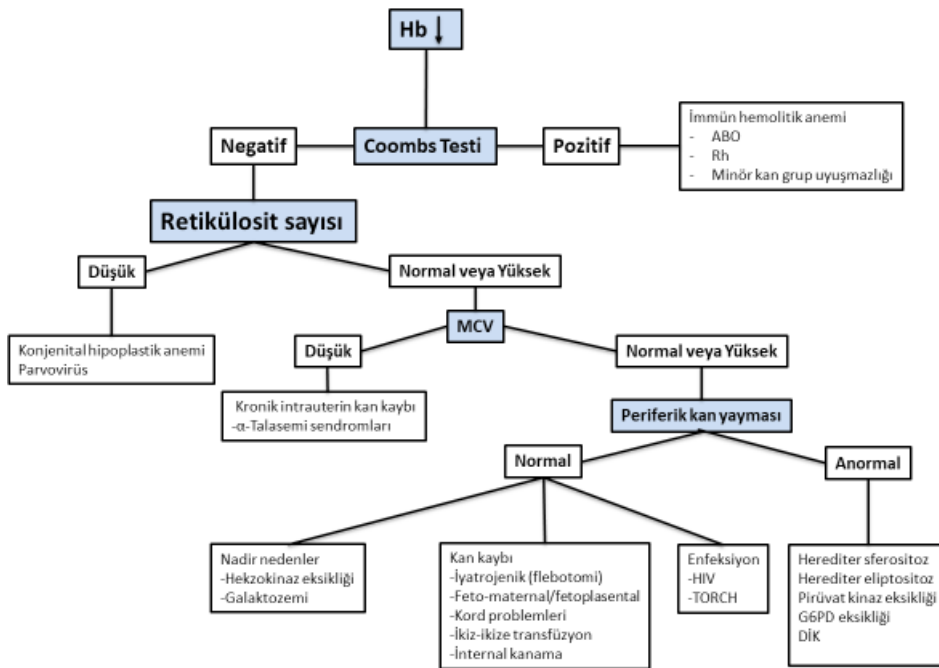 Hb ↓
Negatif
Coombs Testi
Pozitif
İmmün hemolitik anemi
- ABO
- Rh
- Minör kan grup uyuşmazlığı
Retikülosit sayısı
Düşük
Normal veya Yüksek
Konjenital hipoplastik anemi
Parvovirüs
MCV
Düşük
Normal veya Yüksek
Kronik intrauterin kan kaybı
-α-Talasemi sendromları
Periferik kan yayması
Normal
Anormal
Nadir nedenler
-Hekzokinaz eksikliği
-Galaktozemi
Kan kaybı
-İyatrojenik (flebotomi)
-Feto-maternal/fetoplasental
-Kord problemleri
-İkiz-ikize transfüzyon
-İnternal kanama
Enfeksiyon
-HIV
-TORCH
Herediter sferositoz
Herediter eliptositoz
Pirüvat kinaz eksikliği
G6PD eksikliği
DİK